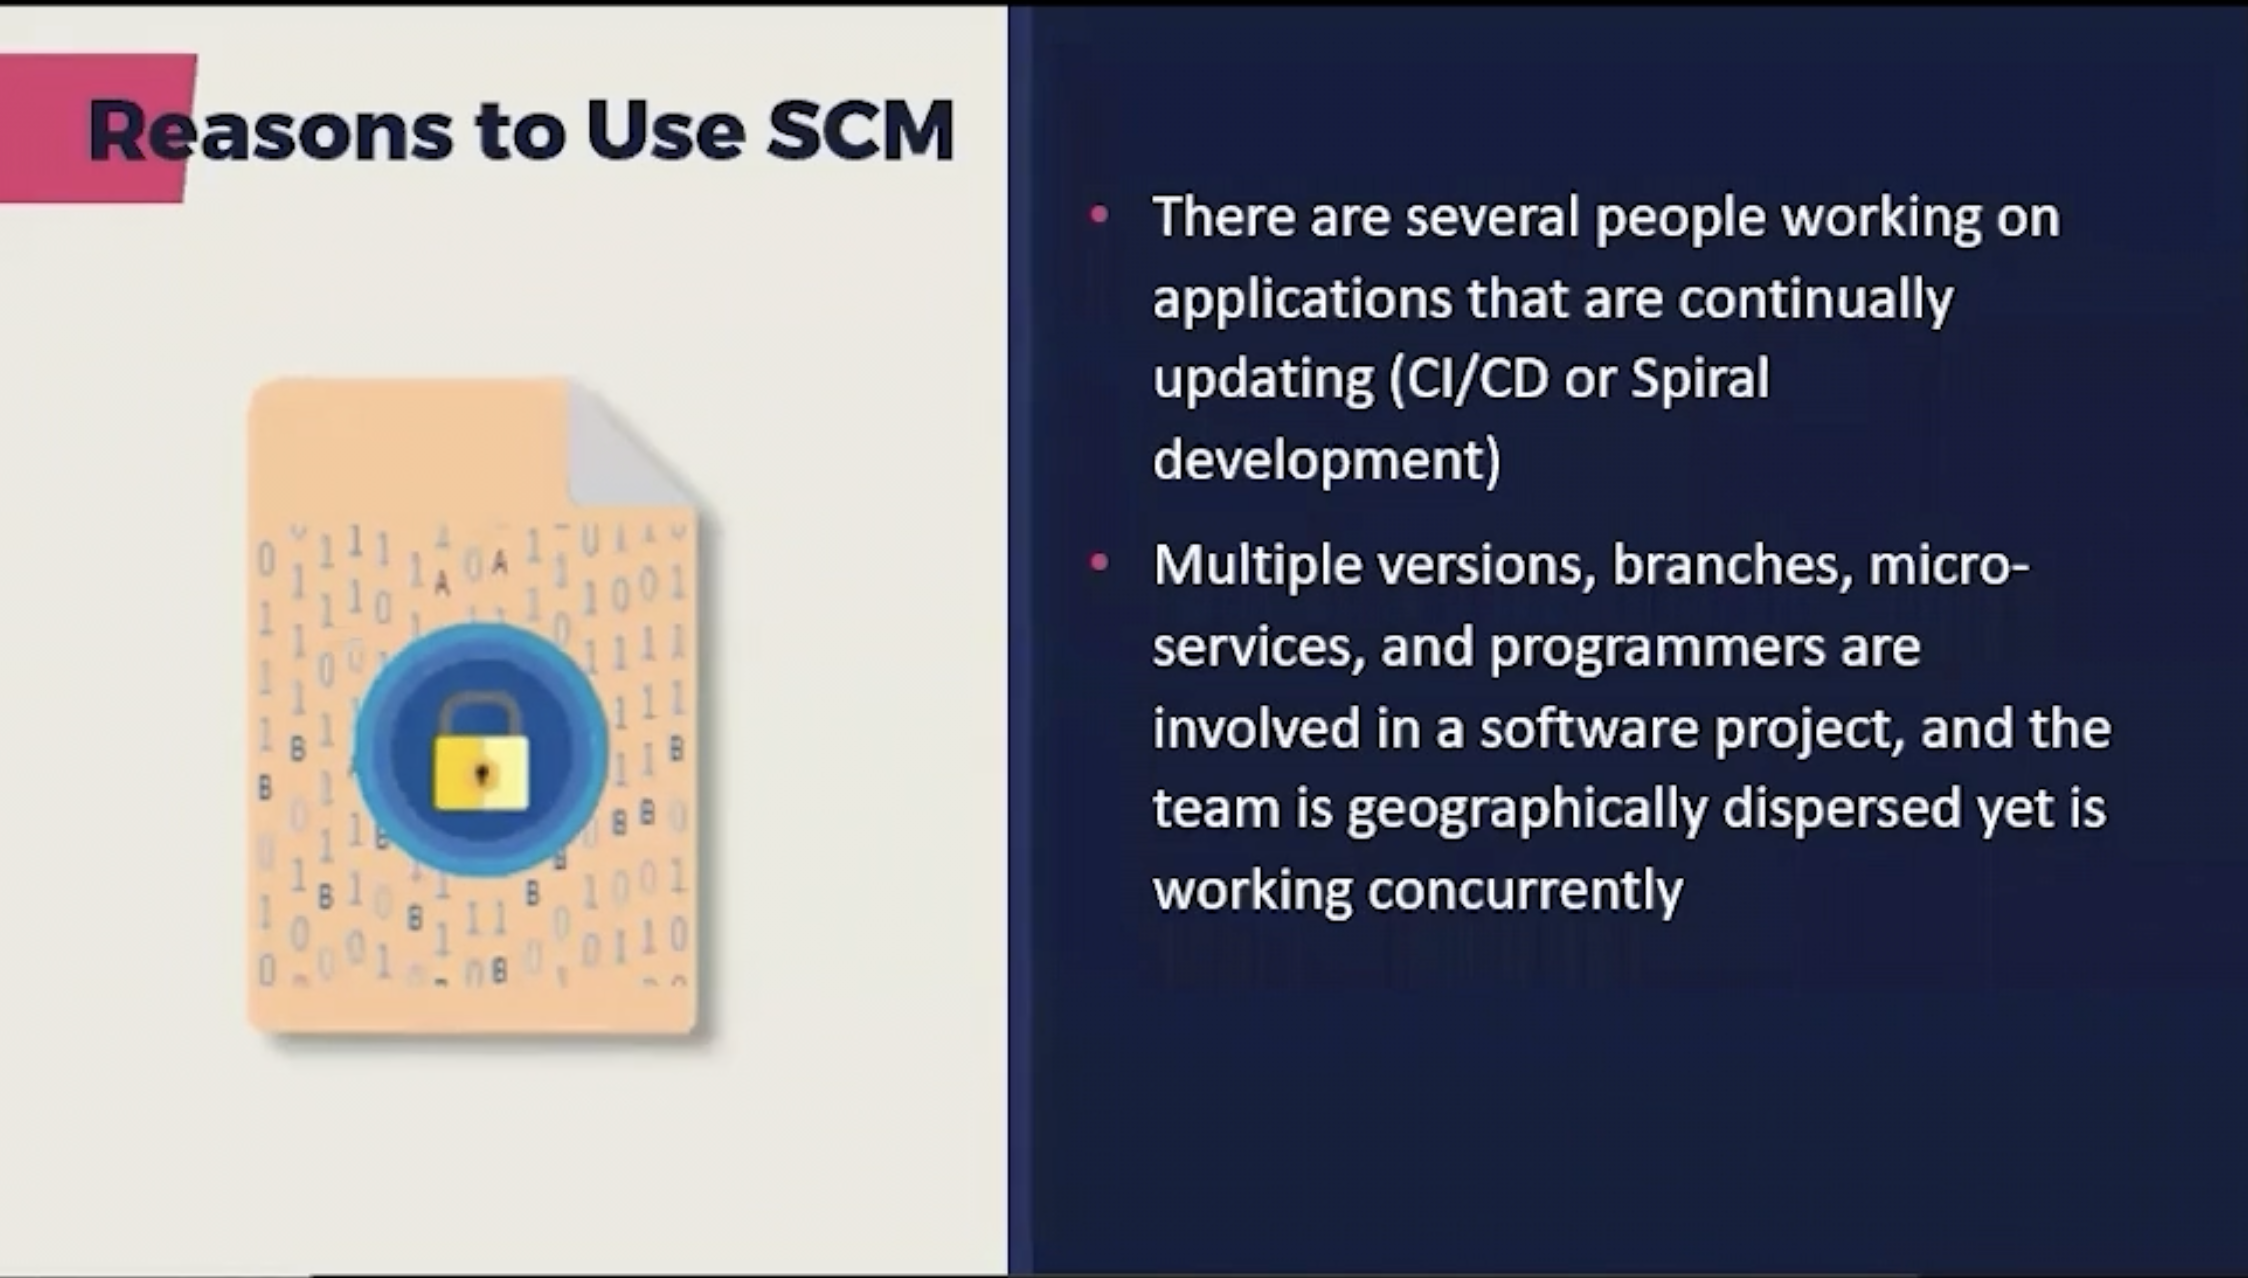 Reasons to Use SCM
• There are several people working on
applications that are continually
updating (CI/CD or Spiral
development)
• Multiple versions, branches, micro-
services, and programmers are
involved in a software project, and the
team is geographically dispersed yet is
working concurrently